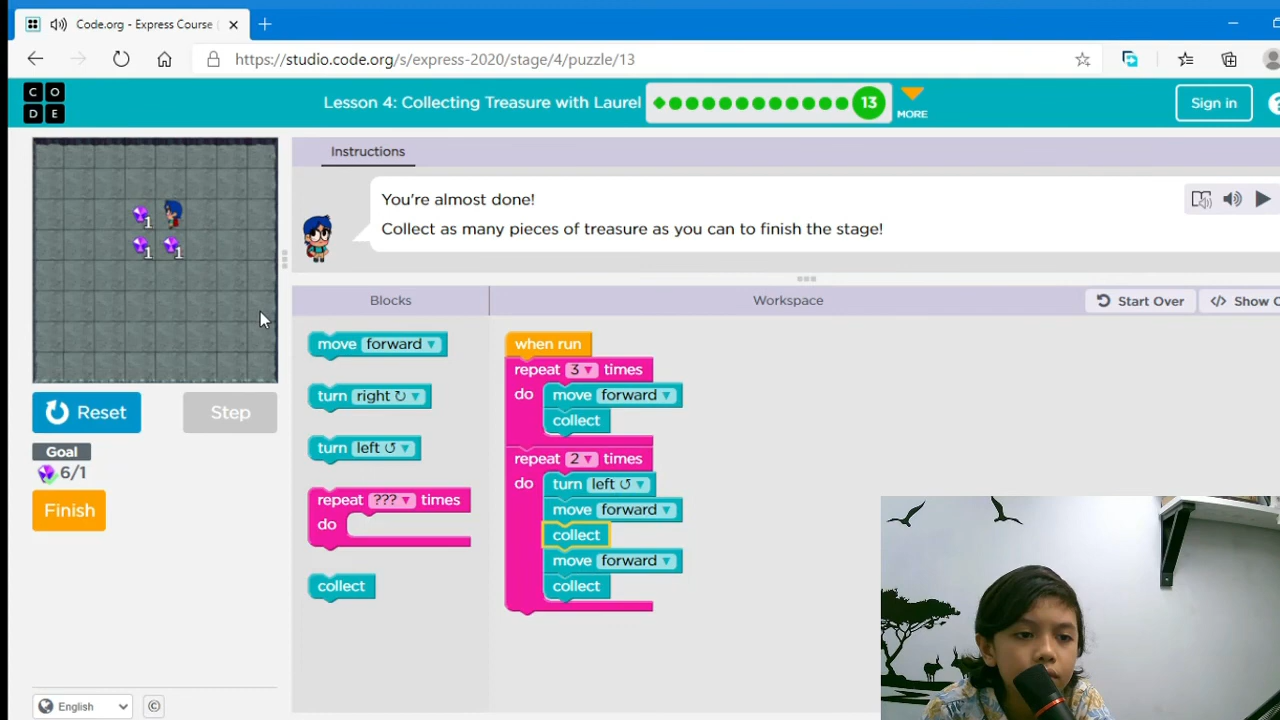 Code.org - Express Course
https://studio.code.org/s/express-2020/stage/4/puzzle/13
C O
D E
Lesson 4: Collecting Treasure with Laurel
13
MORE
Sign in
?
Instructions
You're almost done!
Collect as many pieces of treasure as you can to finish the stage!
1
1 1
Blocks
Workspace
Start Over
</> Show C
move forward
turn right
turn left
repeat ??? times
do
collect
when run
repeat 3 times
do move forward
collect
repeat 2 times
do turn left
move forward
collect
move forward
collect
Reset
Step
Goal
6/1
Finish
English
©